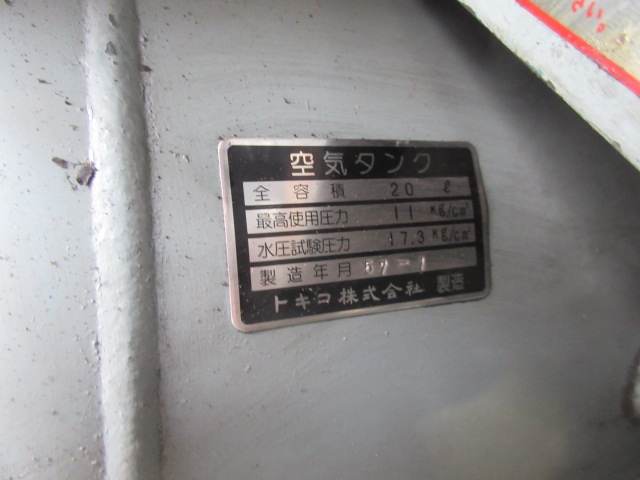 空気タンク
全容積 20 ℓ
最高使用圧力 11 Kg/cm²
水圧試験圧力 17.3 Kg/cm²
製造年月 57-1
トキコ株式会社 製造